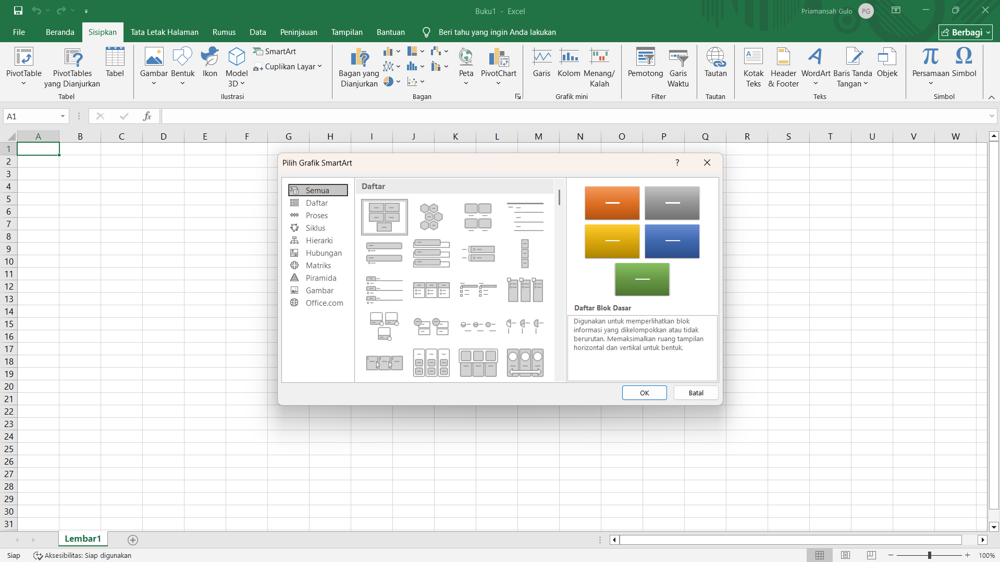 Buku1 - Excel
Priamansah Gulo
PG
File
Beranda
Sisipkan
Tata Letak Halaman
Rumus
Data
Peninjauan
Tampilan
Bantuan
Beri tahu yang ingin Anda lakukan
Berbagi
PivotTable
PivotTables
yang Dianjurkan
Tabel
Tabel
Gambar
Bentuk
Ikon
Model
3D
SmartArt
Cuplikan Layar
Ilustrasi
Bagan yang
Dianjurkan
Peta
PivotChart
Bagan
Garis
Kolom
Menang/
Kalah
Grafik mini
Pemotong
Garis
Waktu
Filter
Tautan
Tautan
Kotak
Teks
Header
& Footer
WordArt
Baris Tanda
Tangan
Objek
Teks
Persamaan
Simbol
Simbol
A1
fx
A B C D E F G H I J K L M N O P Q R S T U V W
1
2
3
4
5
6
7
8
9
10
11
12
13
14
15
16
17
18
19
20
21
22
23
24
25
26
27
28
29
30
31
Pilih Grafik SmartArt
?
Semua
Daftar
Proses
Siklus
Hierarki
Hubungan
Matriks
Piramida
Gambar
Office.com
Daftar
Daftar Blok Dasar
Digunakan untuk memperlihatkan blok
informasi yang dikelompokkan atau tidak
berurutan. Memaksimalkan ruang tampilan
horizontal dan vertikal untuk bentuk.
OK
Batal
Lembar1
Siap
Aksesibilitas: Siap digunakan
100%